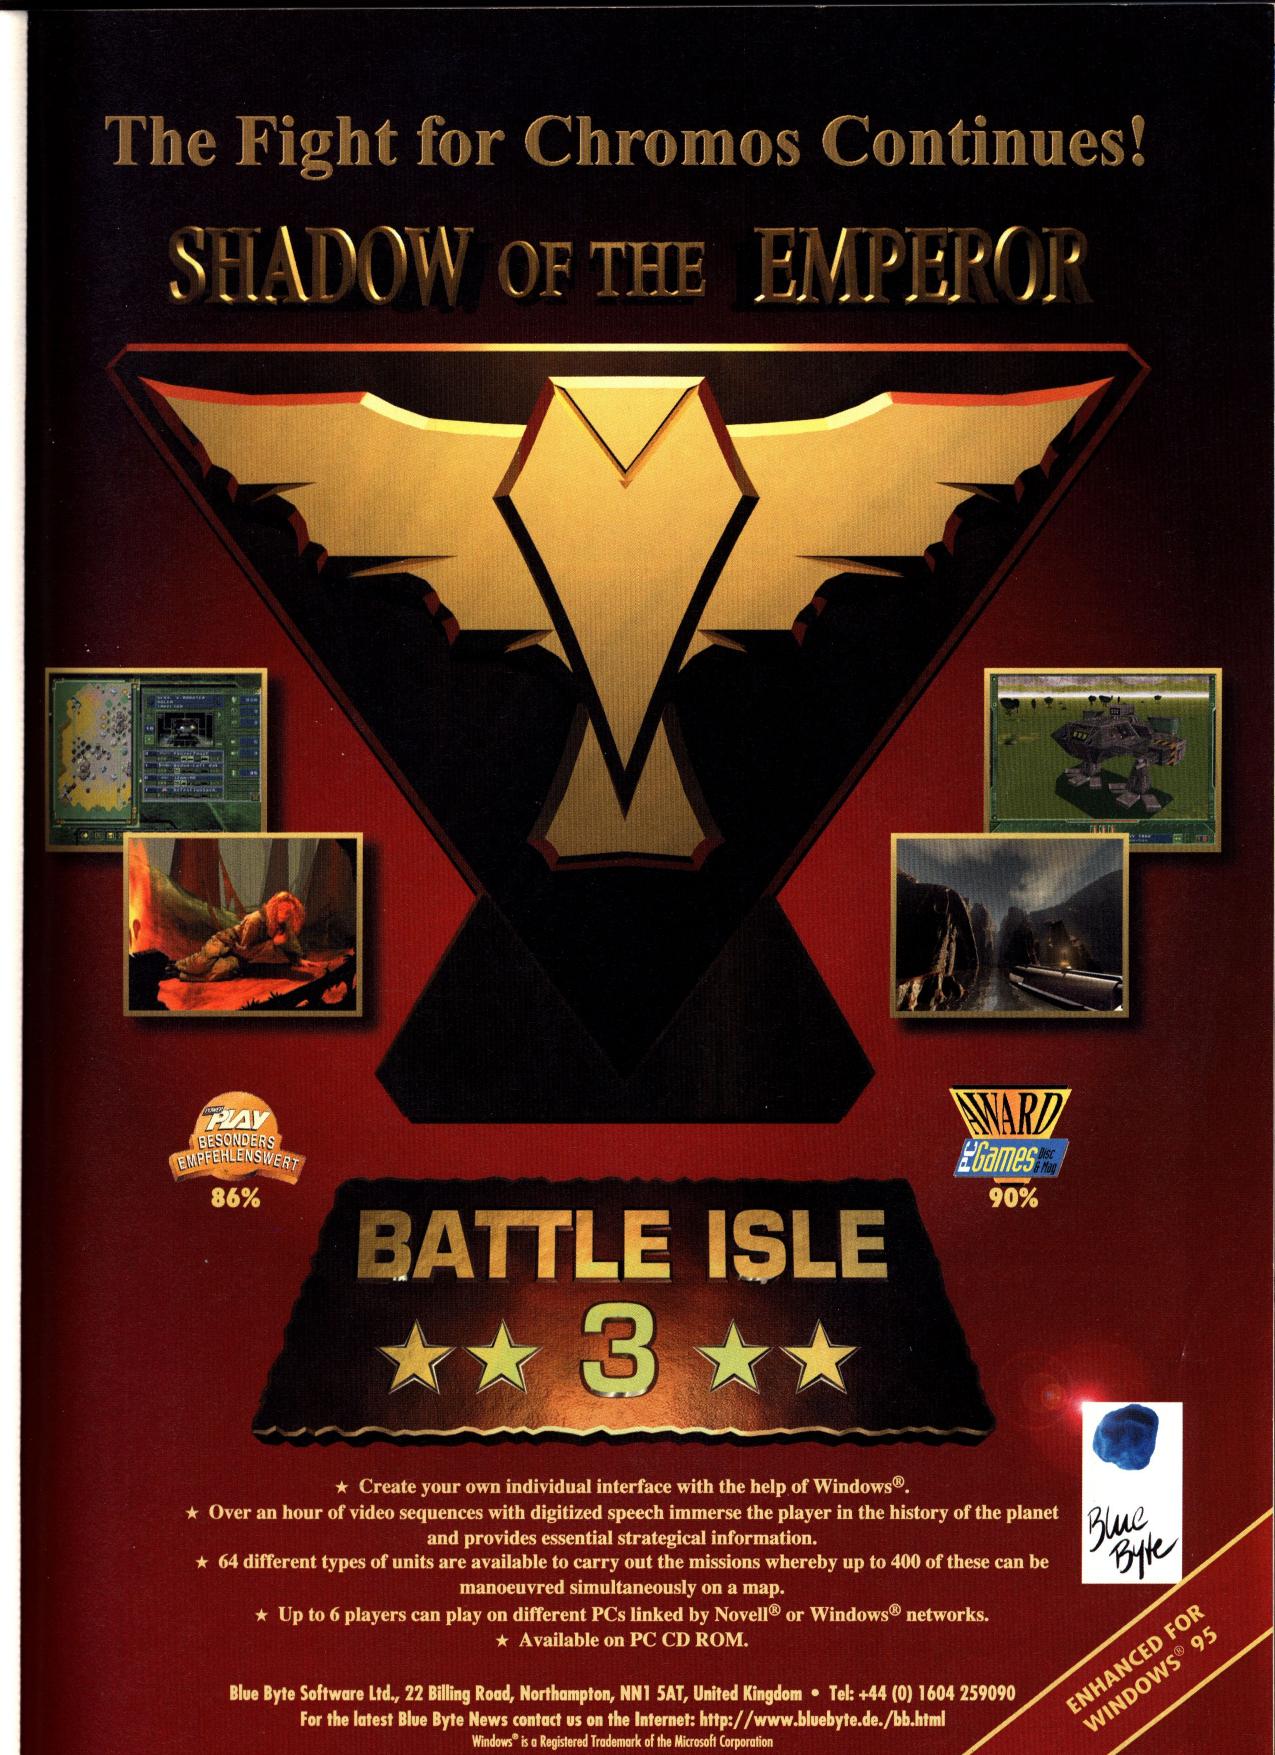 The Fight for Chromos Continues!
SHADOW OF THE EMPEROR
POWER PLAY
BESONDERS
EMPFEHLENSWERT
86%
AWARD
PC Games Disc & Mag
90%
BATTLE ISLE
3
★ Create your own individual interface with the help of Windows®.
★ Over an hour of video sequences with digitized speech immerse the player in the history of the planet
and provides essential strategical information.
★ 64 different types of units are available to carry out the missions whereby up to 400 of these can be
manoeuvred simultaneously on a map.
★ Up to 6 players can play on different PCs linked by Novell® or Windows® networks.
★ Available on PC CD ROM.
Blue
Byte
ENHANCED FOR
WINDOWS® 95
Blue Byte Software Ltd., 22 Billing Road, Northampton, NN1 5AT, United Kingdom • Tel: +44 (0) 1604 259090
For the latest Blue Byte News contact us on the Internet: http://www.bluebyte.de./bb.html
Windows® is a Registered Trademark of the Microsoft Corporation